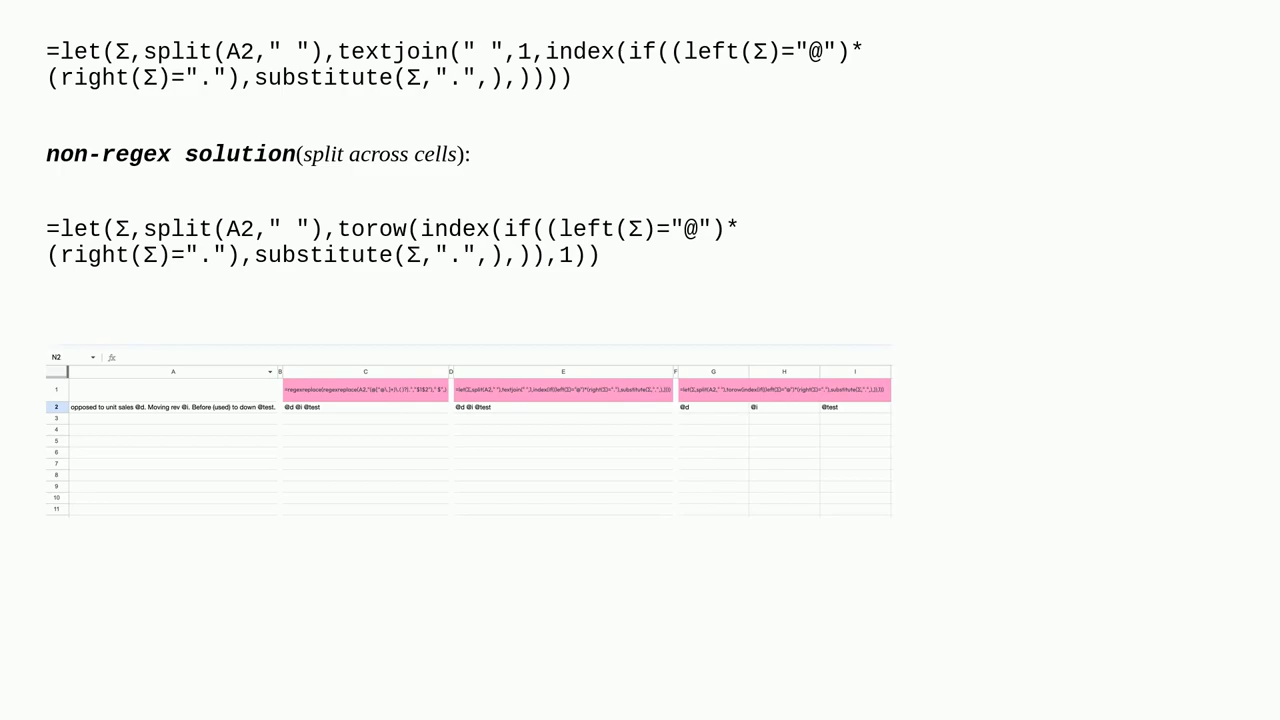 =let(Σ,split(A2," "),textjoin(" ",1,index(if((left(Σ)="@")*
(right(Σ)="."),substitute(Σ,".",),))))
non-regex solution(split across cells):
=let(Σ,split(A2," "),torow(index(if((left(Σ)="@")*
(right(Σ)="."),substitute(Σ,".",),)),1))
N2 fx
A B C D E F G H I
1
2 opposed to unit sales @d. Moving rev @i. Before (used) to down @test. @d @i @test @d @i @test @d @i @test
3
4
5
6
7
8
9
10
11